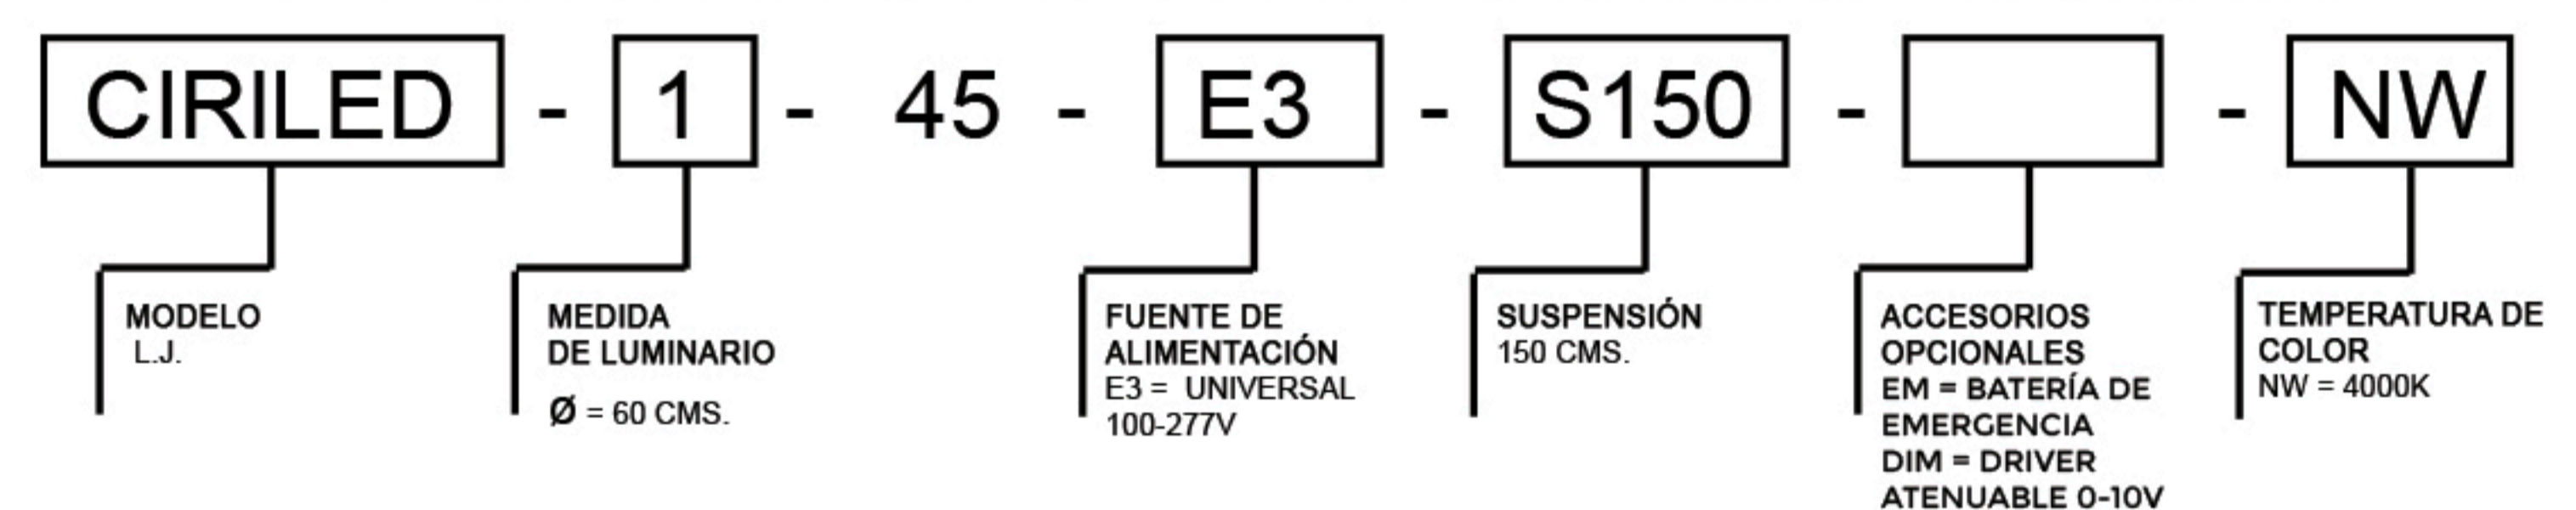 CIRILED - 1 - 45 - E3 - S150 - - NW
MODELO
L.J.
MEDIDA
DE LUMINARIO
Ø = 60 CMS.
FUENTE DE
ALIMENTACIÓN
E3 = UNIVERSAL
100-277V
SUSPENSIÓN
150 CMS.
ACCESORIOS
OPCIONALES
EM = BATERÍA DE
EMERGENCIA
DIM = DRIVER
ATENUABLE 0-10V
TEMPERATURA DE
COLOR
NW = 4000K